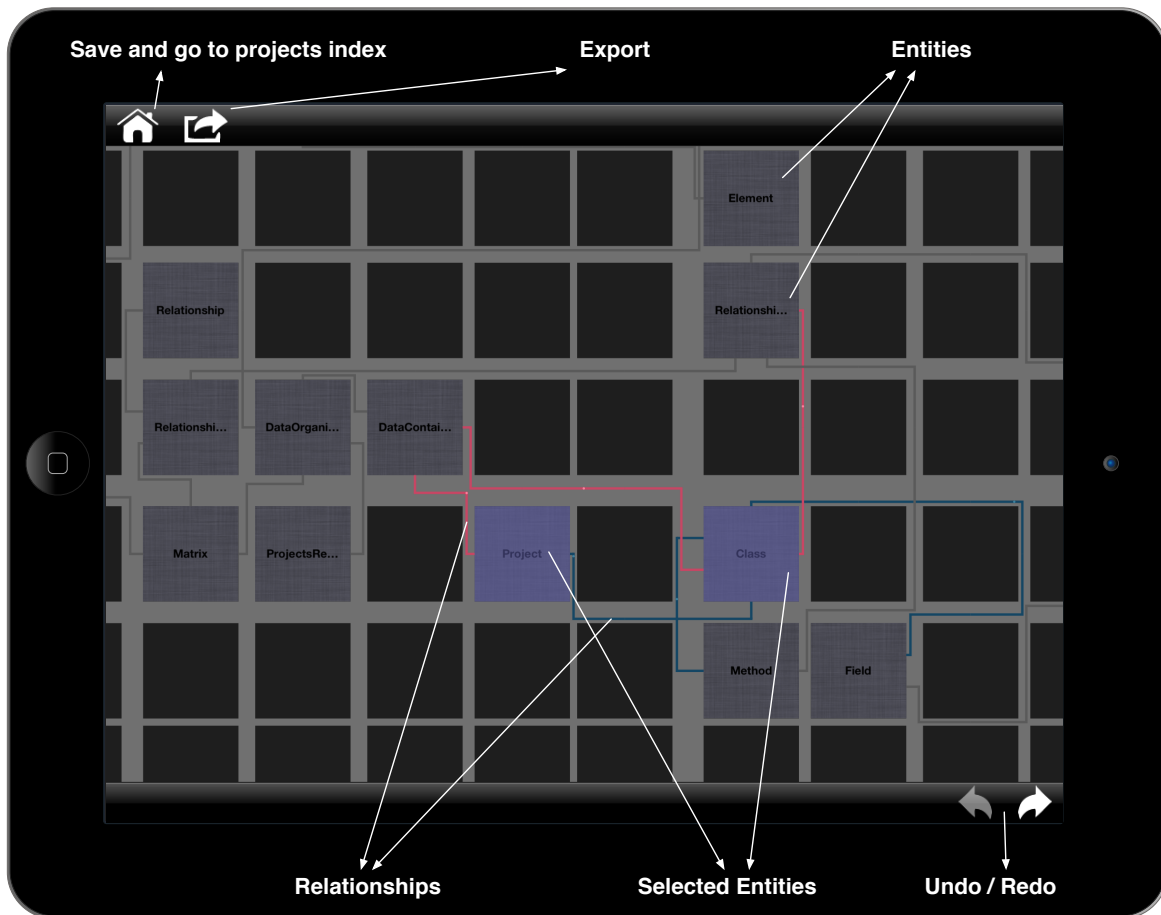 Save and go to projects index
Export
Entities
Element
Relationship
Relationshi...
Relationshi...
DataOrgani...
DataContai...
Matrix
ProjectsRe...
Project
Class
Method
Field
Relationships
Selected Entities
Undo / Redo